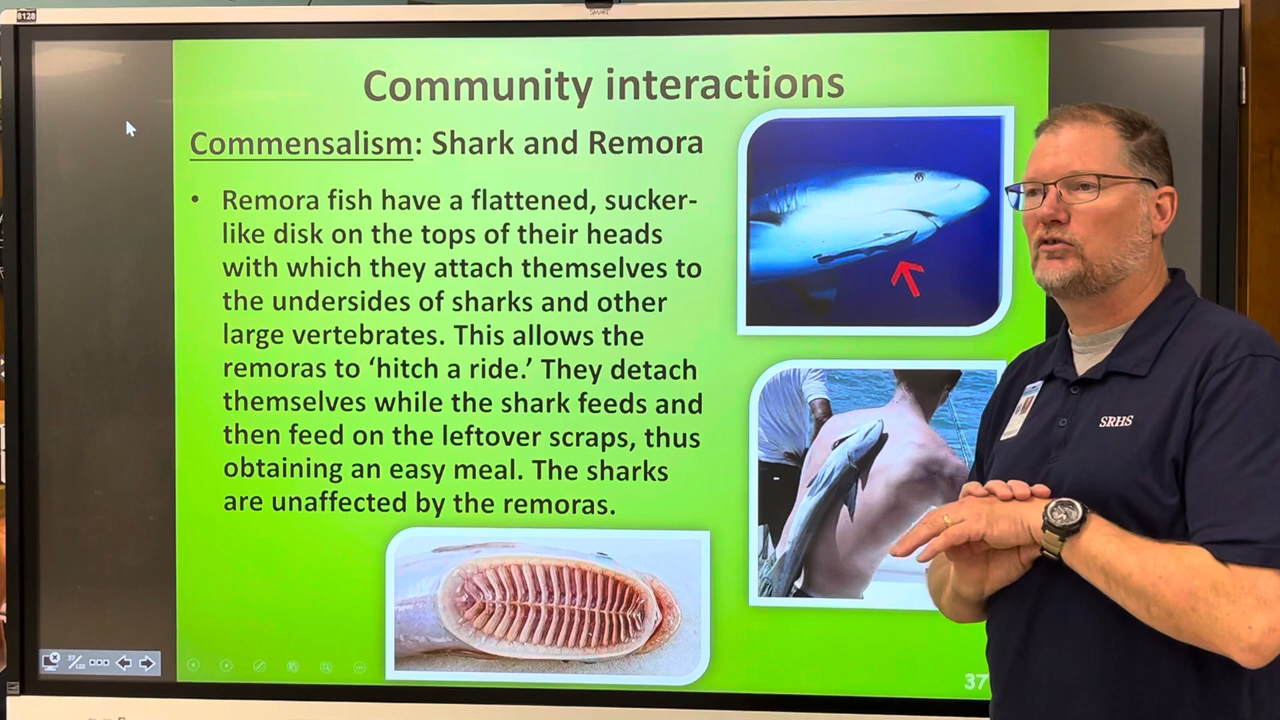 8128
SMART
Community interactions
Commensalism: Shark and Remora
• Remora fish have a flattened, sucker-
like disk on the tops of their heads
with which they attach themselves to
the undersides of sharks and other
large vertebrates. This allows the
remoras to ‘hitch a ride.’ They detach
themselves while the shark feeds and
then feed on the leftover scraps, thus
obtaining an easy meal. The sharks
are unaffected by the remoras.
SRHS
37